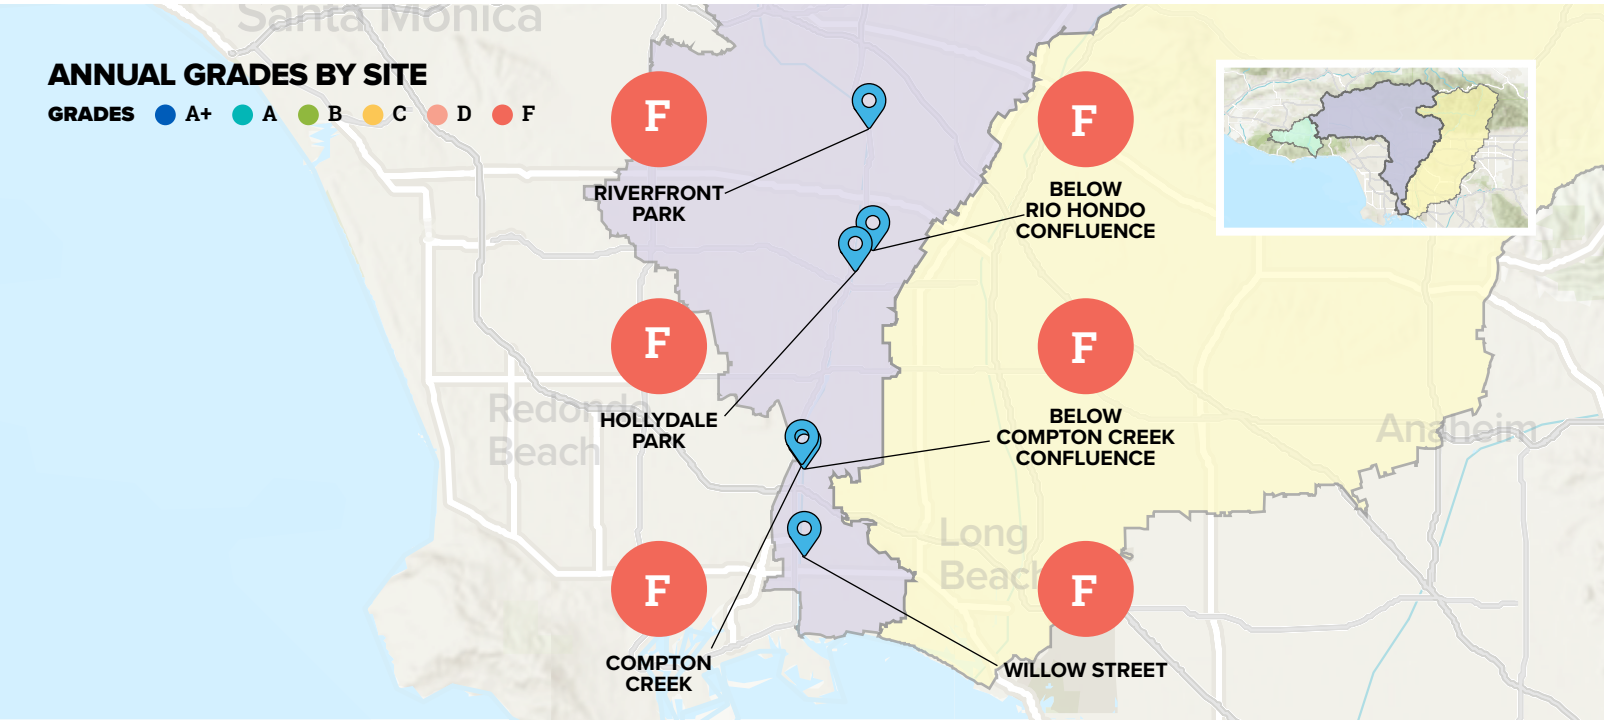 Santa Monica
ANNUAL GRADES BY SITE
GRADES A+ A B C D F
F
RIVERFRONT
PARK
F
BELOW
RIO HONDO
CONFLUENCE
F
HOLLYDALE
PARK
F
BELOW
COMPTON CREEK
CONFLUENCE
Redondo
Beach
Anaheim
Long
Beach
F
COMPTON
CREEK
F
WILLOW STREET